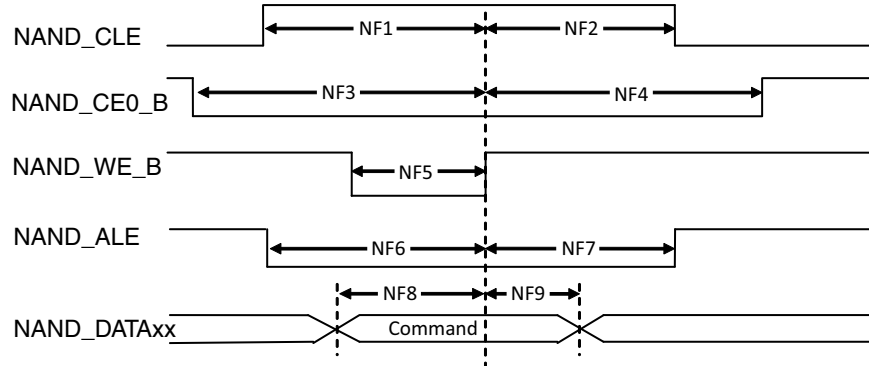 NAND_CLE NF1 NF2
NAND_CE0_B NF3 NF4
NAND_WE_B NF5
NAND_ALE NF6 NF7
NF8 NF9
NAND_DATAxx Command